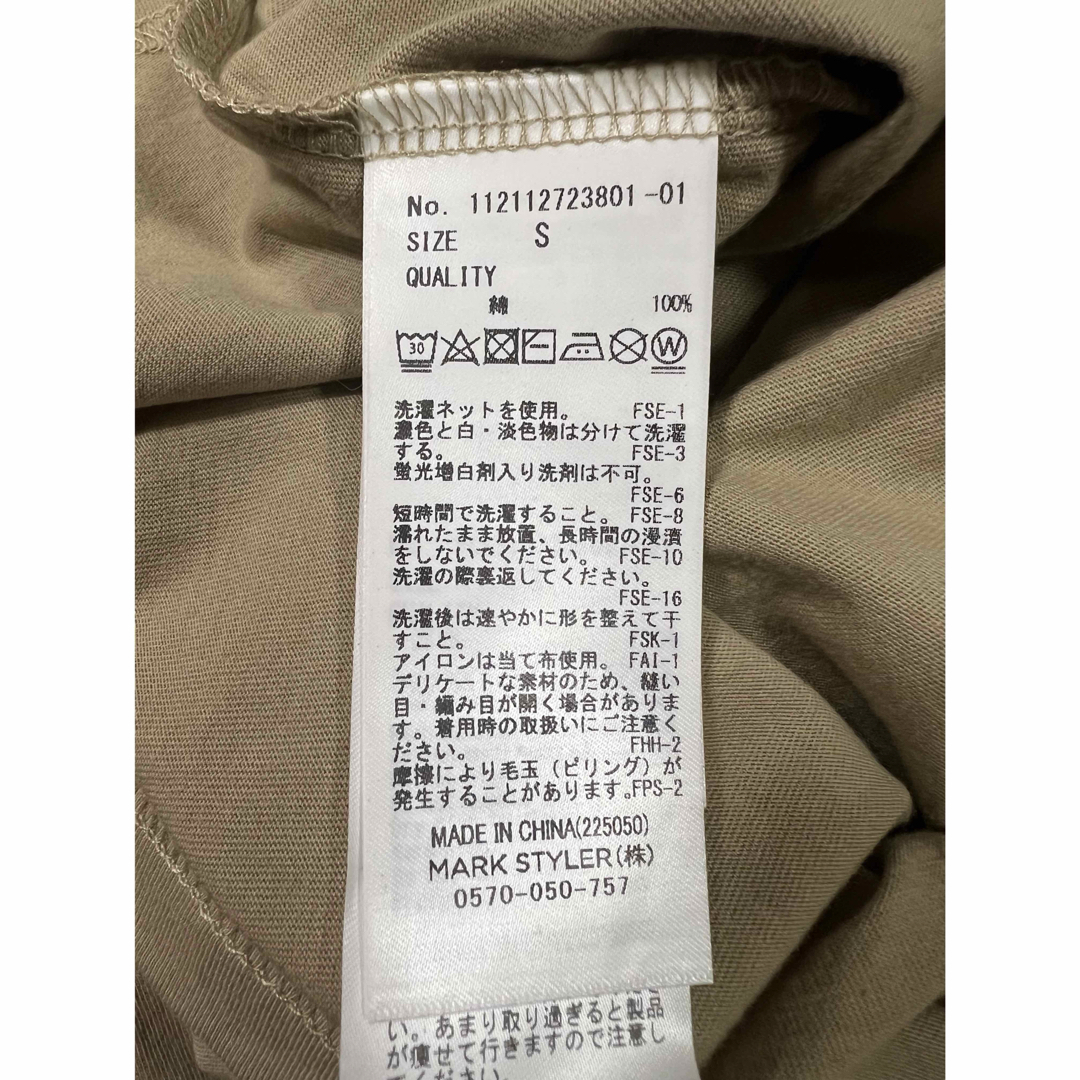 No. 112112723801-01
SIZE S
QUALITY
綿 100%
30 W
洗濯ネットを使用。 FSE-1
濃色と白・淡色物は分けて洗濯
する。 FSE-3
蛍光増白剤入り洗剤は不可。
FSE-6
短時間で洗濯すること。 FSE-8
濡れたまま放置、長時間の浸漬
をしないでください。 FSE-10
洗濯の際裏返してください。
FSE-16
洗濯後は速やかに形を整えて干
すこと。 FSK-1
アイロンは当て布使用。 FAI-1
デリケートな素材のため、縫い
目・編み目が開く場合がありま
す。着用時の取扱いにご注意く
ださい。 FHH-2
摩擦により毛玉(ピリング)が
発生することがあります。FPS-2
MADE IN CHINA(225050)
MARK STYLER(株)
0570-050-757
い。あまり取り過ぎると製品
が痩せて行きますので注意し
てください